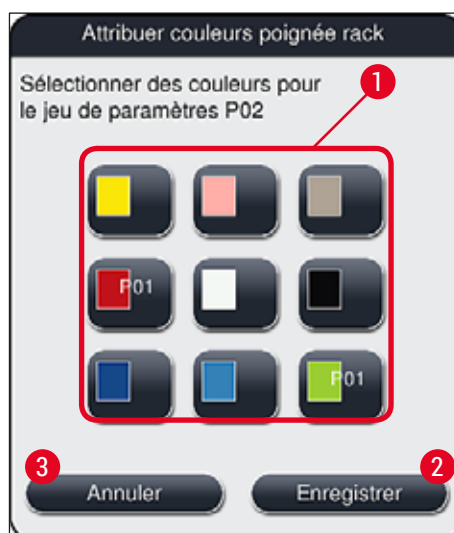 Attribuer couleurs poignée rack
Sélectionner des couleurs pour
le jeu de paramètres P02
1
P01
P01
3
2
Annuler
Enregistrer